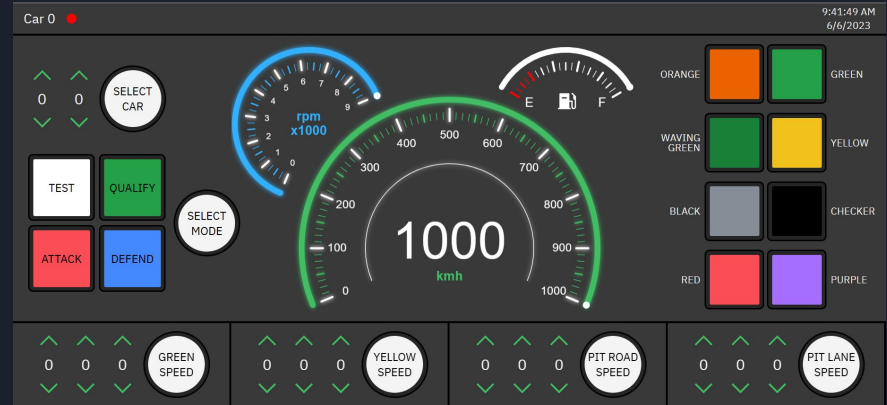 Car 0
9:41:49 AM
6/6/2023
0
0
SELECT
CAR
TEST
QUALIFY
ATTACK
DEFEND
SELECT
MODE
0
1
2
3
4
5
6
7
8
9
rpm
x1000
E
F
0
100
200
300
400
500
600
700
800
900
1000
1000
kmh
ORANGE
GREEN
WAVING
GREEN
YELLOW
BLACK
CHECKER
RED
PURPLE
0
0
0
GREEN
SPEED
0
0
0
YELLOW
SPEED
0
0
0
PIT ROAD
SPEED
0
0
0
PIT LANE
SPEED